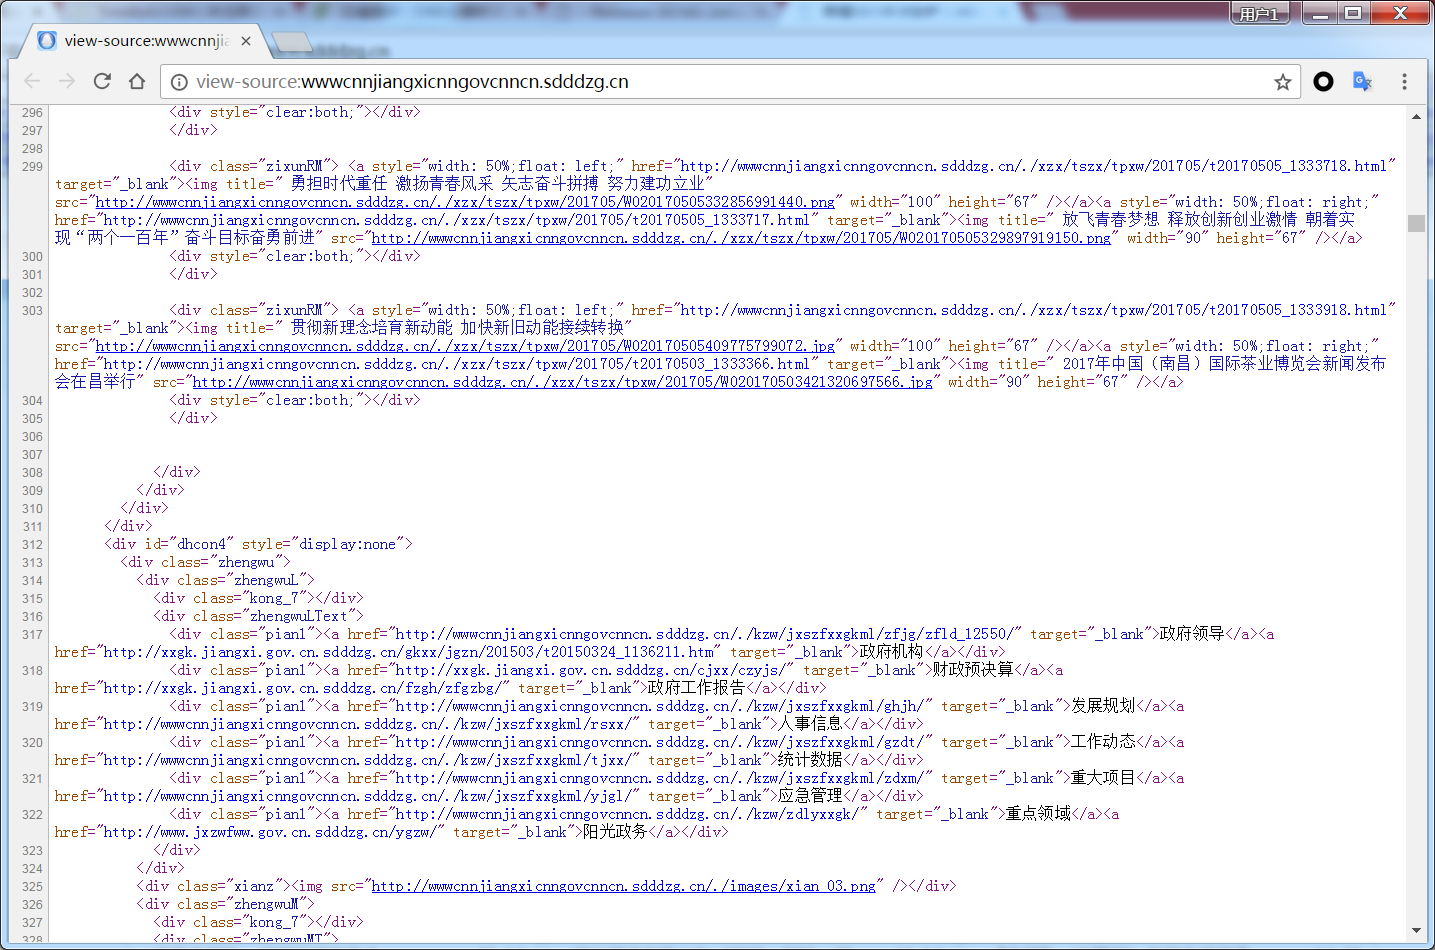 用户1
view-source:wwwcnnjia
view-source:wwwcnnjiangxicnngovcnncn.sdddzg.cn
296 <div style="clear:both;"></div>
297 </div>
298
299 <div class="zixunRM"> <a style="width: 50%;float: left;" href="http://wwwcnnjiangxicnngovcnncn.sdddzg.cn/./xzx/tszx/tpxw/201705/t20170505_1333718.html"
target="_blank"><img title=" 勇担时代重任 激扬青春风采 矢志奋斗拼搏 努力建功立业"
src="http://wwwcnnjiangxicnngovcnncn.sdddzg.cn/./xzx/tszx/tpxw/201705/W020170505332856991440.png" width="100" height="67" /></a><a style="width: 50%;float: right;"
href="http://wwwcnnjiangxicnngovcnncn.sdddzg.cn/./xzx/tszx/tpxw/201705/t20170505_1333717.html" target="_blank"><img title=" 放飞青春梦想 释放创新创业激情 朝着实
现“两个一百年”奋斗目标奋勇前进" src="http://wwwcnnjiangxicnngovcnncn.sdddzg.cn/./xzx/tszx/tpxw/201705/W020170505329897919150.png" width="90" height="67" /></a>
300 <div style="clear:both;"></div>
301 </div>
302
303 <div class="zixunRM"> <a style="width: 50%;float: left;" href="http://wwwcnnjiangxicnngovcnncn.sdddzg.cn/./xzx/tszx/tpxw/201705/t20170505_1333918.html"
target="_blank"><img title=" 贯彻新理念培育新动能 加快新旧动能接续转换"
src="http://wwwcnnjiangxicnngovcnncn.sdddzg.cn/./xzx/tszx/tpxw/201705/W020170505409775799072.jpg" width="100" height="67" /></a><a style="width: 50%;float: right;"
href="http://wwwcnnjiangxicnngovcnncn.sdddzg.cn/./xzx/tszx/tpxw/201705/t20170503_1333366.html" target="_blank"><img title=" 2017年中国（南昌）国际茶业博览会新闻发布
会在昌举行" src="http://wwwcnnjiangxicnngovcnncn.sdddzg.cn/./xzx/tszx/tpxw/201705/W020170503421320697566.jpg" width="90" height="67" /></a>
304 <div style="clear:both;"></div>
305 </div>
306
307
308 </div>
309 </div>
310 </div>
311 </div>
312 <div id="dhcon4" style="display:none">
313 <div class="zhengwu">
314 <div class="zhengwuL">
315 <div class="kong_7"></div>
316 <div class="zhengwuLText">
317 <div class="pian1"><a href="http://wwwcnnjiangxicnngovcnncn.sdddzg.cn/./kzw/jxszfxxgkml/zfjg/zfld_12550/" target="_blank">政府领导</a><a
href="http://xxgk.jiangxi.gov.cn.sdddzg.cn/gkxx/jgzn/201503/t20150324_1136211.htm" target="_blank">政府机构</a></div>
318 <div class="pian1"><a href="http://xxgk.jiangxi.gov.cn.sdddzg.cn/cjxx/czyjs/" target="_blank">财政预决算</a><a
href="http://xxgk.jiangxi.gov.cn.sdddzg.cn/fzgh/zfgzbg/" target="_blank">政府工作报告</a></div>
319 <div class="pian1"><a href="http://wwwcnnjiangxicnngovcnncn.sdddzg.cn/./kzw/jxszfxxgkml/ghjh/" target="_blank">发展规划</a><a
href="http://wwwcnnjiangxicnngovcnncn.sdddzg.cn/./kzw/jxszfxxgkml/rsxx/" target="_blank">人事信息</a></div>
320 <div class="pian1"><a href="http://wwwcnnjiangxicnngovcnncn.sdddzg.cn/./kzw/jxszfxxgkml/gzdt/" target="_blank">工作动态</a><a
href="http://wwwcnnjiangxicnngovcnncn.sdddzg.cn/./kzw/jxszfxxgkml/tjxx/" target="_blank">统计数据</a></div>
321 <div class="pian1"><a href="http://wwwcnnjiangxicnngovcnncn.sdddzg.cn/./kzw/jxszfxxgkml/zdxm/" target="_blank">重大项目</a><a
href="http://wwwcnnjiangxicnngovcnncn.sdddzg.cn/./kzw/jxszfxxgkml/yjgl/" target="_blank">应急管理</a></div>
322 <div class="pian1"><a href="http://wwwcnnjiangxicnngovcnncn.sdddzg.cn/./kzw/zdlyxxgk/" target="_blank">重点领域</a><a
href="http://www.jxzwfww.gov.cn.sdddzg.cn/ygzw/" target="_blank">阳光政务</a></div>
323 </div>
324 </div>
325 <div class="xianz"><img src="http://wwwcnnjiangxicnngovcnncn.sdddzg.cn/./images/xian_03.png" /></div>
326 <div class="zhengwuM">
327 <div class="kong_7"></div>
328 <div class="zhengwuMT">